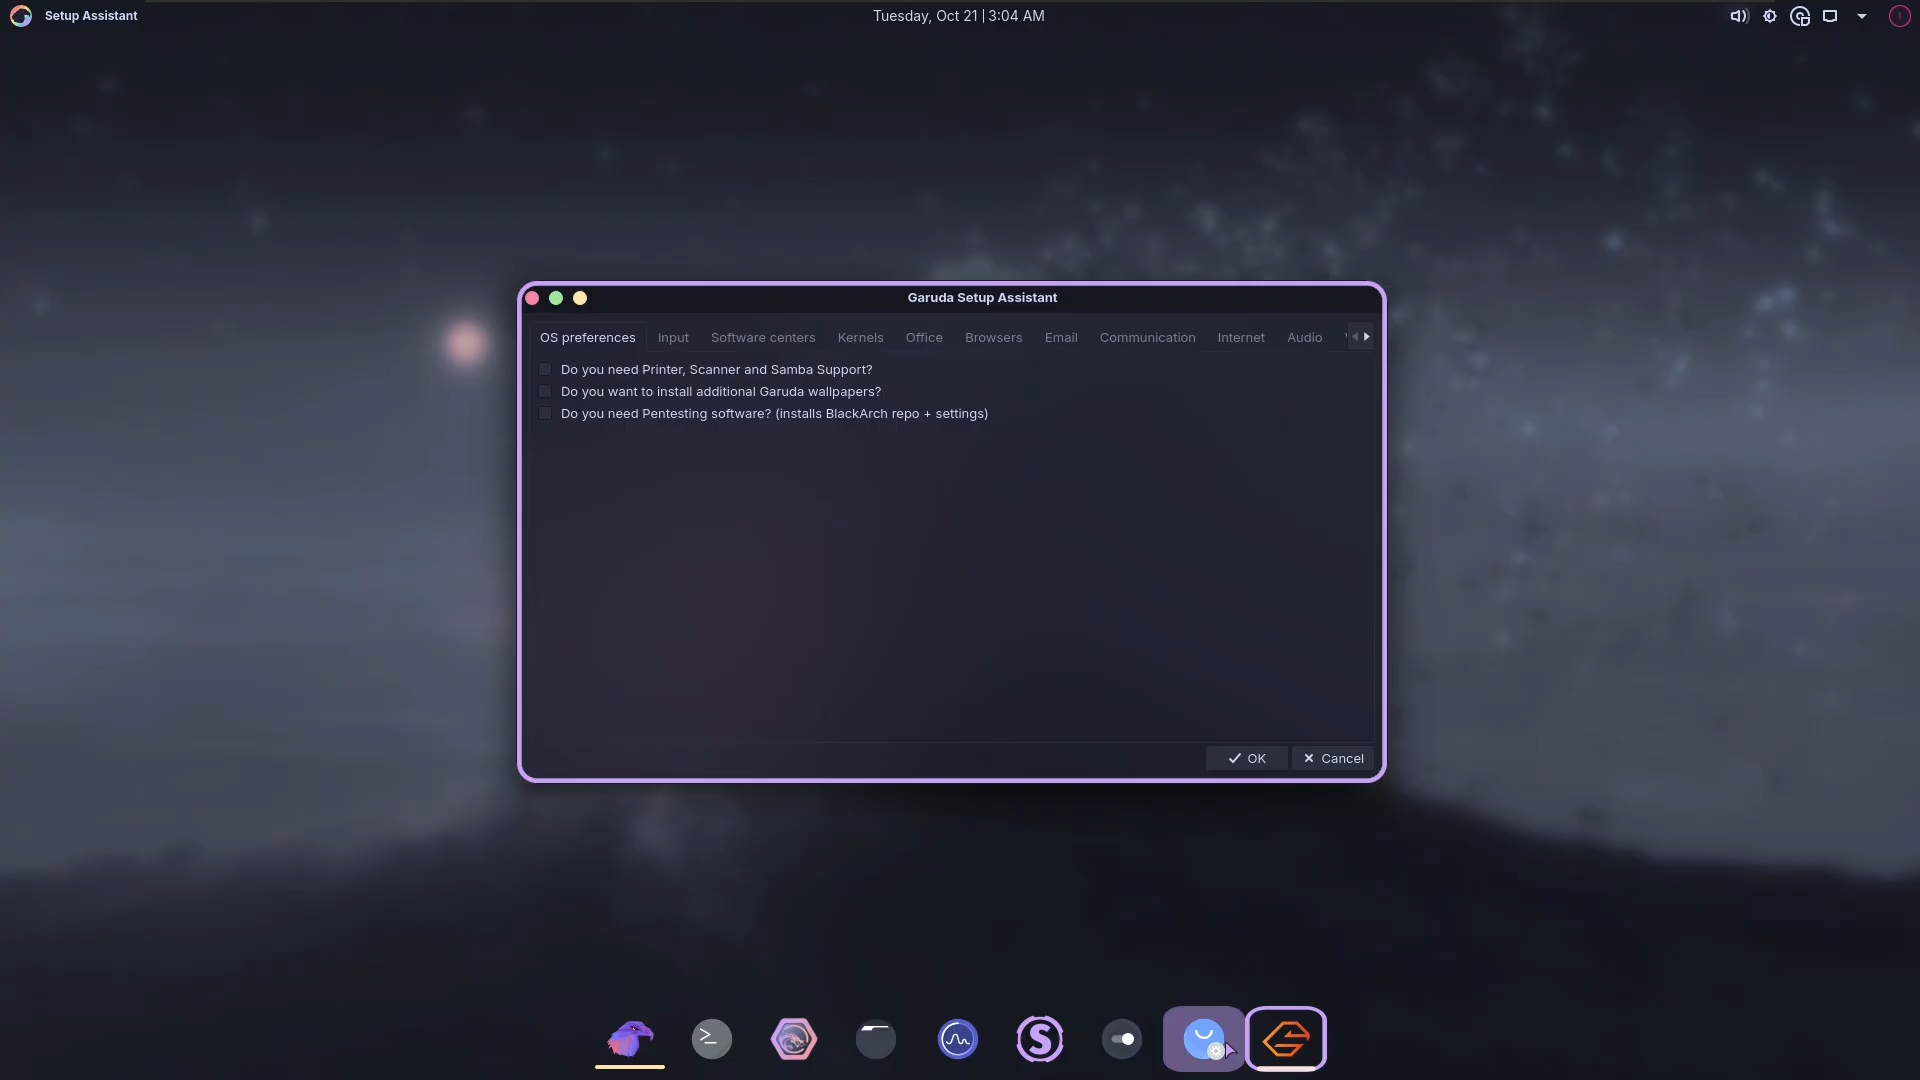 Setup Assistant
Tuesday, Oct 21 | 3:04 AM
Garuda Setup Assistant
OS preferences Input Software centers Kernels Office Browsers Email Communication Internet Audio
Do you need Printer, Scanner and Samba Support?
Do you want to install additional Garuda wallpapers?
Do you need Pentesting software? (installs BlackArch repo + settings)
OK Cancel